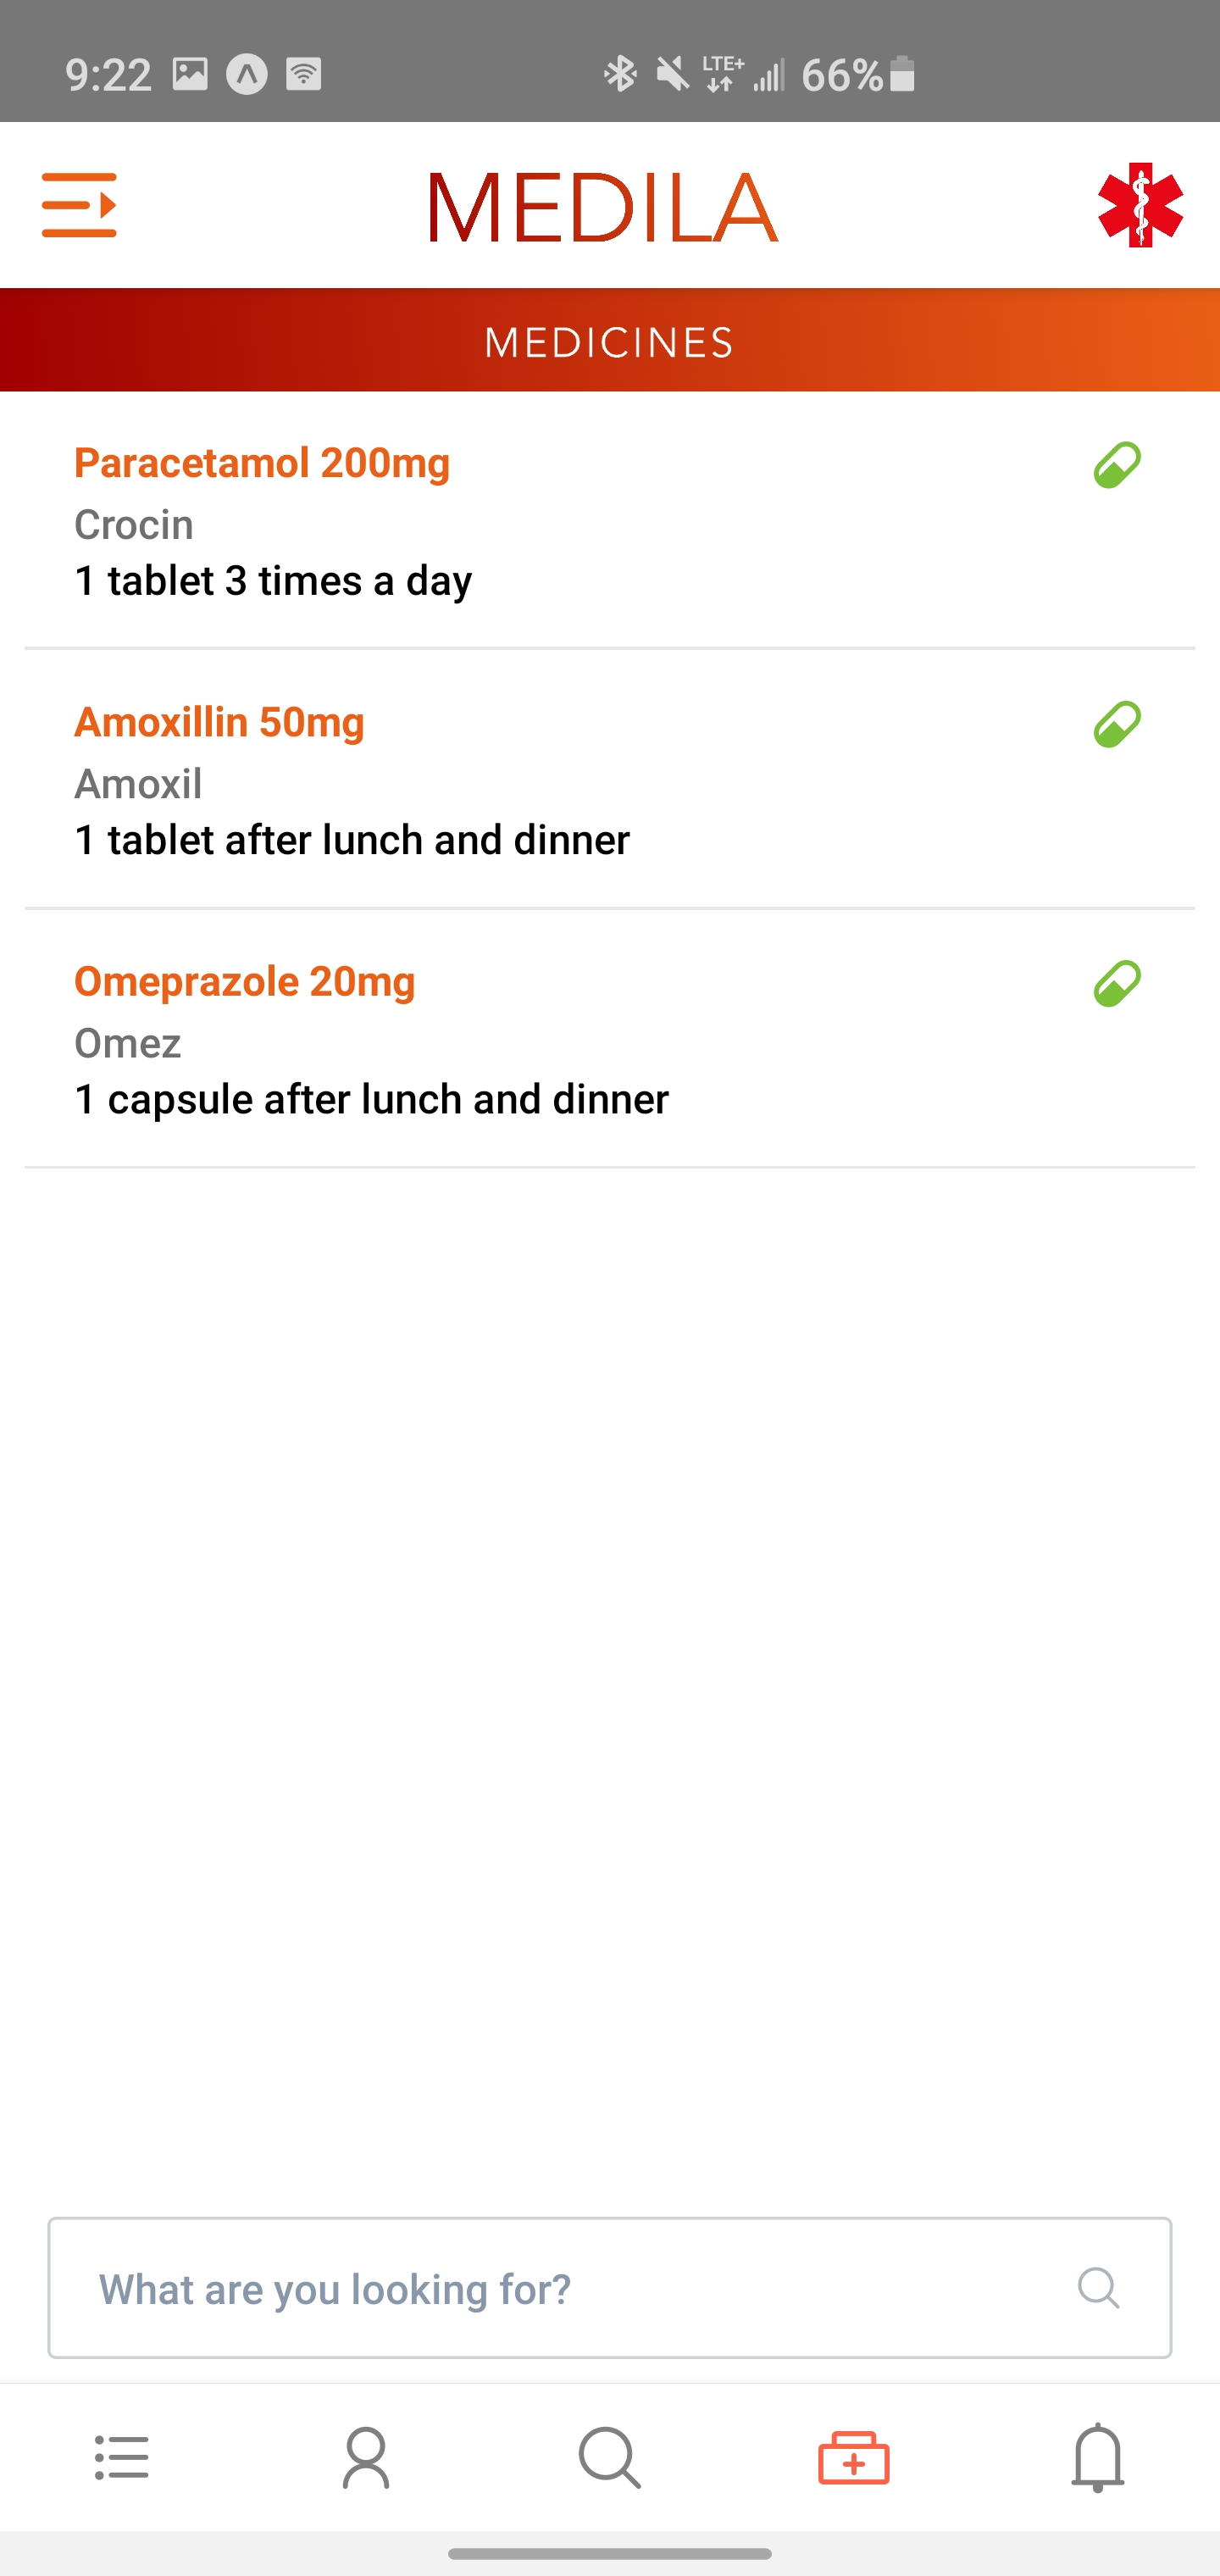 9:22
LTE+
66%
MEDILA
MEDICINES
Paracetamol 200mg
Crocin
1 tablet 3 times a day
Amoxillin 50mg
Amoxil
1 tablet after lunch and dinner
Omeprazole 20mg
Omez
1 capsule after lunch and dinner
What are you looking for?